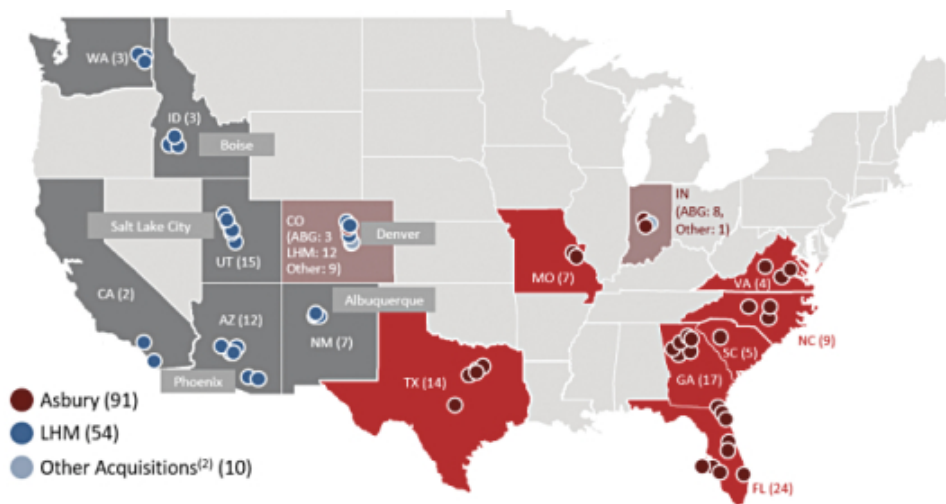 WA (3)
ID (3)
Boise
Salt Lake City
UT (15)
CO
(ABG: 3
LHM: 12
Other: 9)
Denver
IN
(ABG: 8,
Other: 1)
MO (7)
VA (4)
CA (2)
AZ (12)
Albuquerque
NM (7)
NC (9)
SC (5)
GA (17)
Phoenix
TX (14)
FL (24)
Asbury (91)
LHM (54)
Other Acquisitions(2) (10)